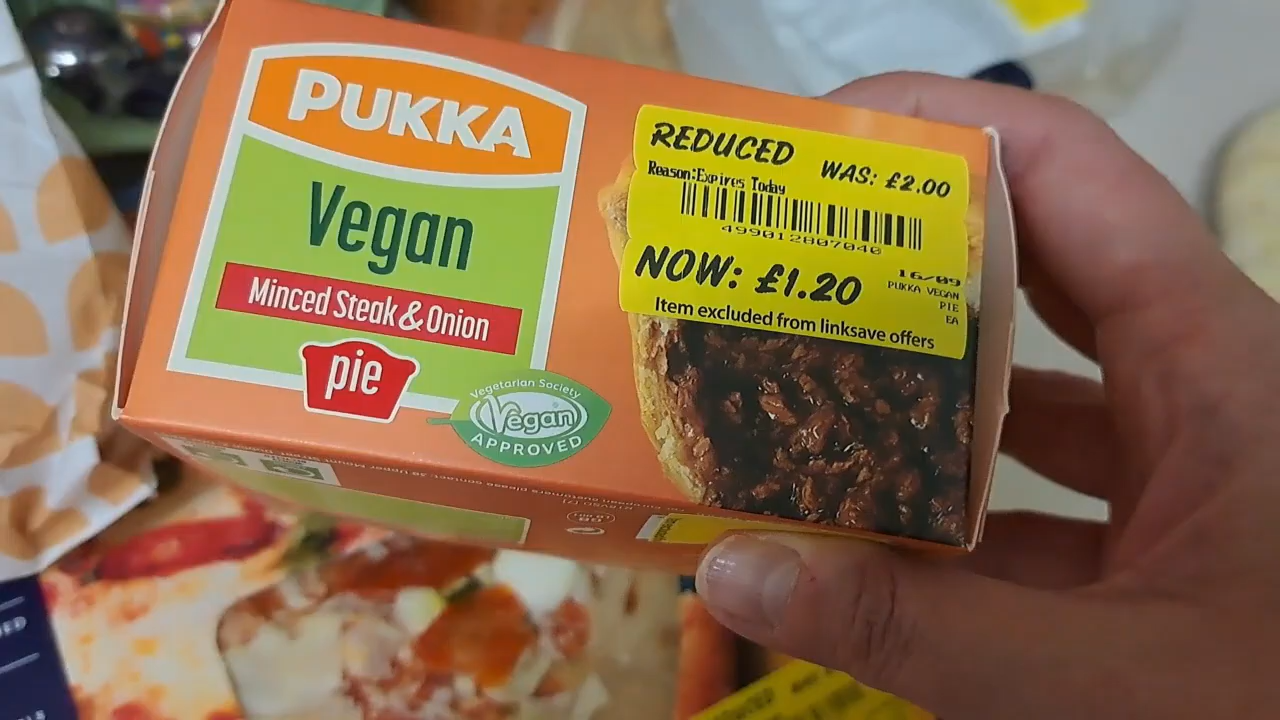 PUKKA
Vegan
Minced Steak & Onion
pie
Vegetarian Society
Vegan
APPROVED
REDUCED WAS: £2.00
Reason:Expires Today
499012807040
NOW: £1.20
16/09
PUKKA VEGAN
PIE
EA
Item excluded from linksave offers